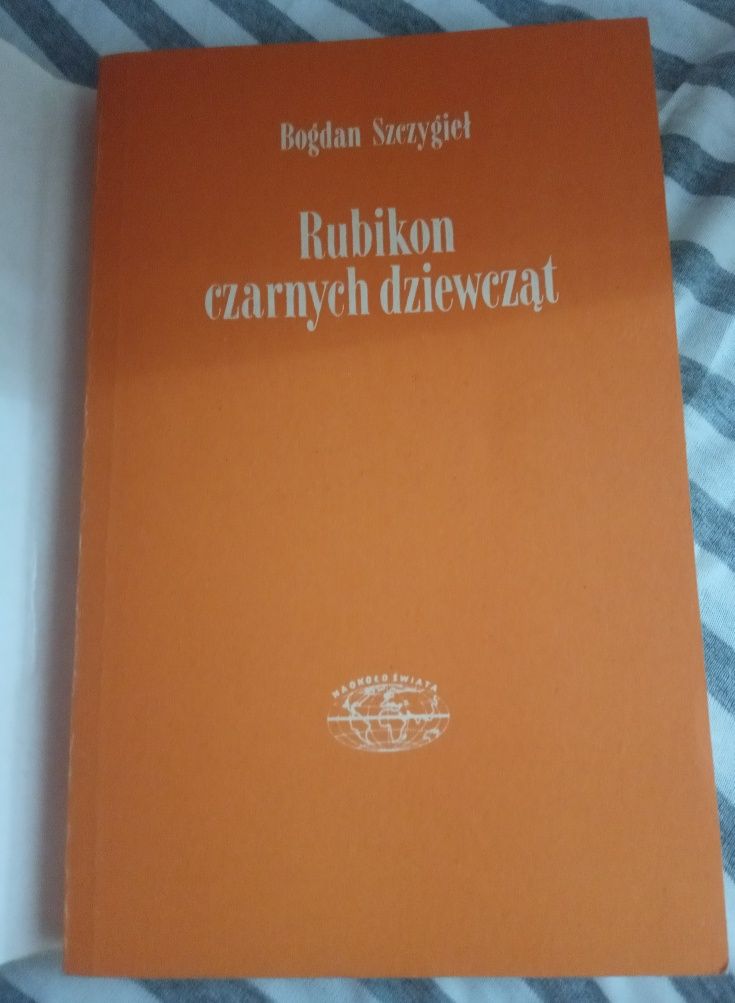 Bogdan Szczygieł
Rubikon
czarnych dziewcząt
NAOKOŁO ŚWIATA